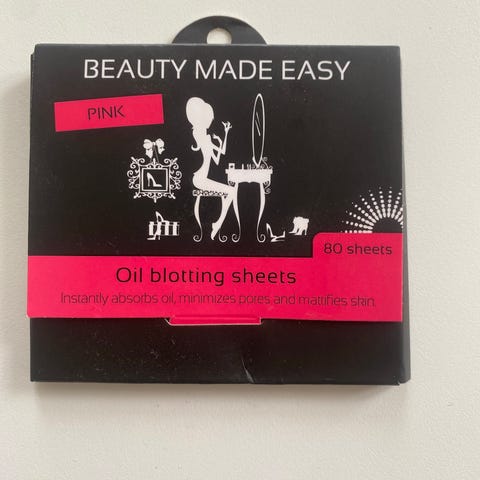 BEAUTY MADE EASY
PINK
80 sheets
Oil blotting sheets
Instantly absorbs oil, minimizes pores and mattifies skin.